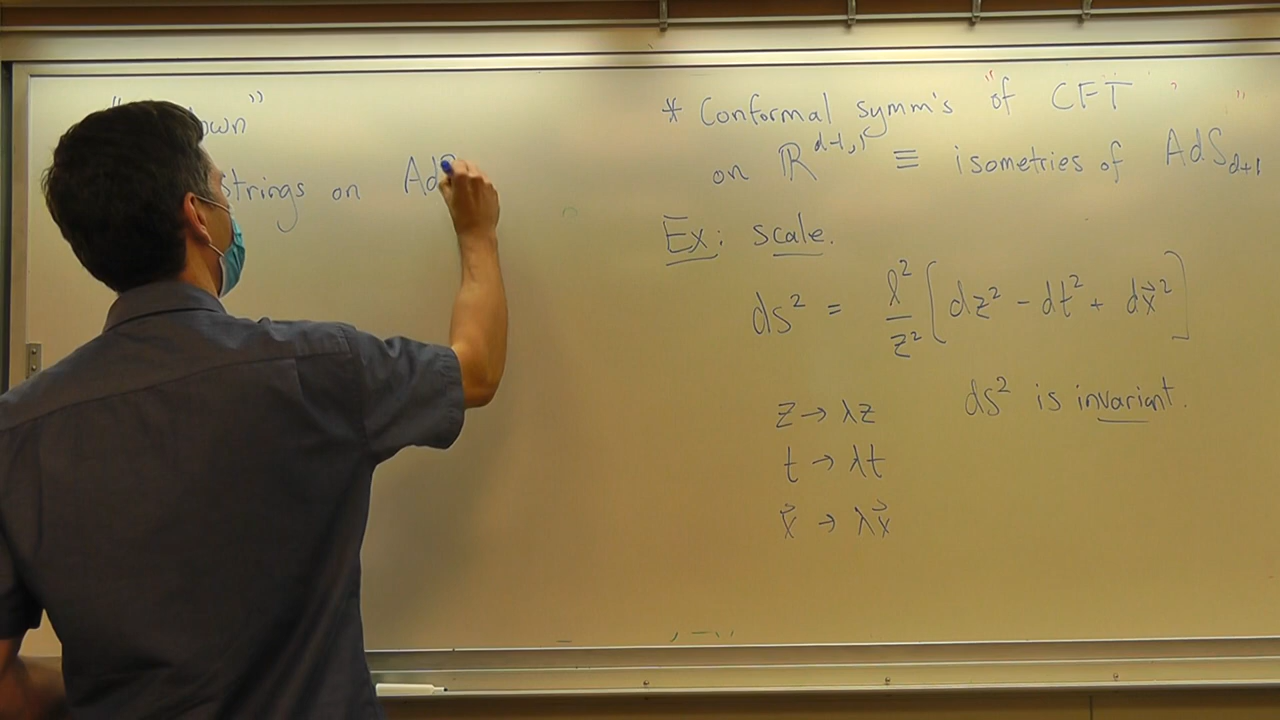 strings on AdS
* Conformal symm's "of CFT"
on ℝ^{d-1,1} ≡ isometries of AdS_{d+1}
Ex: scale.
ds² = l²/z² [dz² - dt² + dx⃗²]
z → λz ds² is invariant.
t → λt
x⃗ → λx⃗